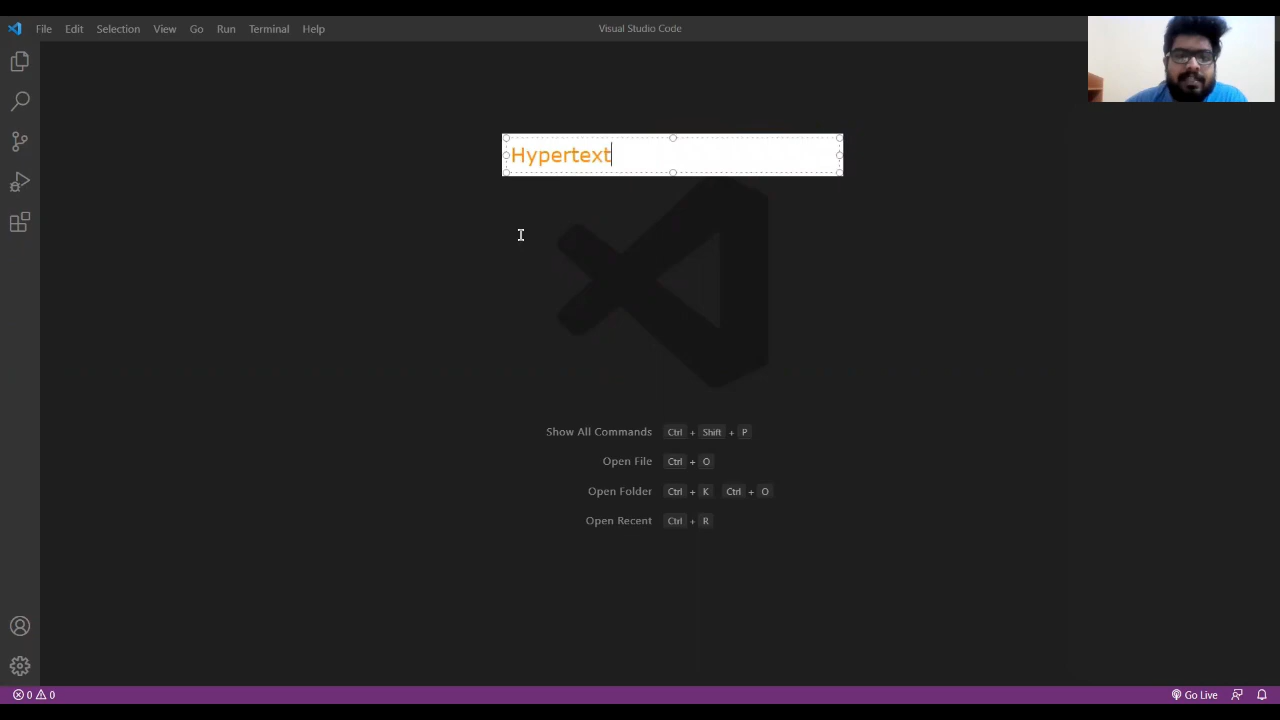 File Edit Selection View Go Run Terminal Help
Visual Studio Code
Hypertext
Show All Commands Ctrl + Shift + P
Open File Ctrl + O
Open Folder Ctrl + K Ctrl + O
Open Recent Ctrl + R
0 0
Go Live